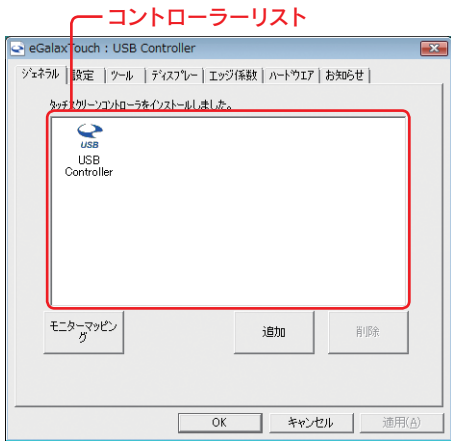 コントローラーリスト
eGalaxTouch : USB Controller
ジェネラル 設定 ツール ディスプレー エッジ係数 ハードウエア お知らせ
タッチスクリーンコントローラをインストールしました。
USB
USB
Controller
モニターマッピン
グ
追加
削除
OK
キャンセル
適用(A)